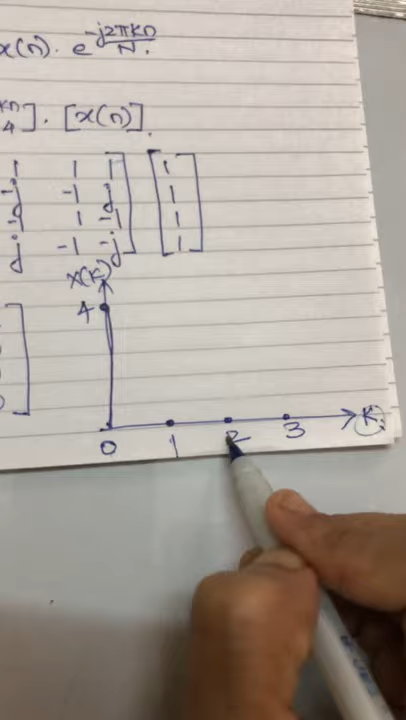 x(n). e^(-j2πkn/N).
kn/4]. [x(n)].
1 1 1] [1
-j -1 j] 1
-1 1 -1] 1
j -1 -j] 1]
X(K)
4
0 1 2 3 K